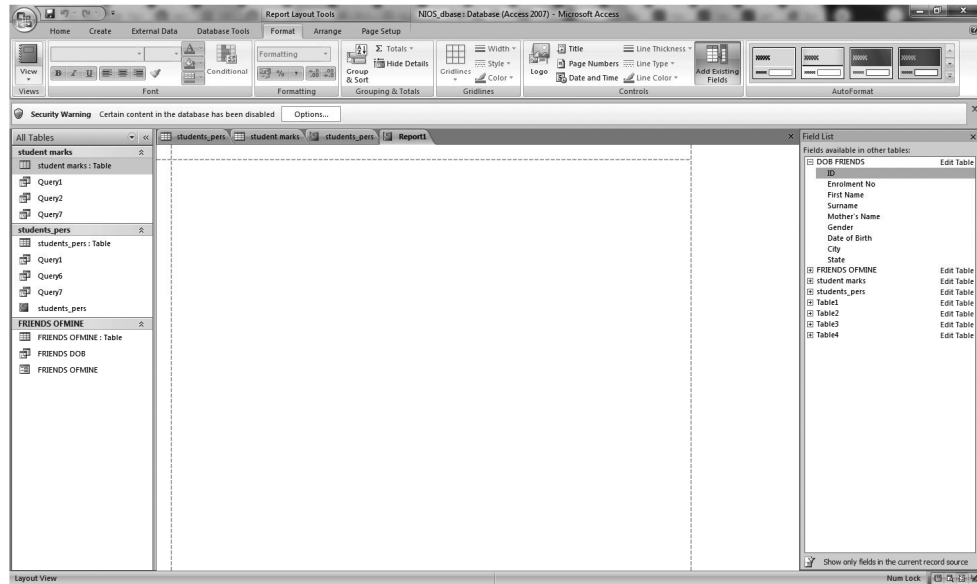 Report Layout Tools NIOS_dbase : Database (Access 2007) - Microsoft Access
Home Create External Data Database Tools Format Arrange Page Setup
View
Views
B I U
Conditional
Font
Formatting
Formatting
Group & Sort
Σ Totals
Hide Details
Grouping & Totals
Gridlines
Width
Style
Color
Gridlines
Logo
Title
Page Numbers
Date and Time
Line Thickness
Line Type
Line Color
Add Existing Fields
Controls
AutoFormat
Security Warning Certain content in the database has been disabled Options...
All Tables
student marks
student marks : Table
Query1
Query2
Query7
students_pers
students_pers : Table
Query1
Query6
Query7
students_pers
FRIENDS OFMINE
FRIENDS OFMINE : Table
FRIENDS DOB
FRIENDS OFMINE
students_pers student marks students_pers Report1
Field List
Fields available in other tables:
DOB FRIENDS Edit Table
ID
Enrolment No
First Name
Surname
Mother's Name
Gender
Date of Birth
City
State
FRIENDS OFMINE Edit Table
student marks Edit Table
students_pers Edit Table
Table1 Edit Table
Table2 Edit Table
Table3 Edit Table
Table4 Edit Table
Show only fields in the current record source
Layout View Num Lock